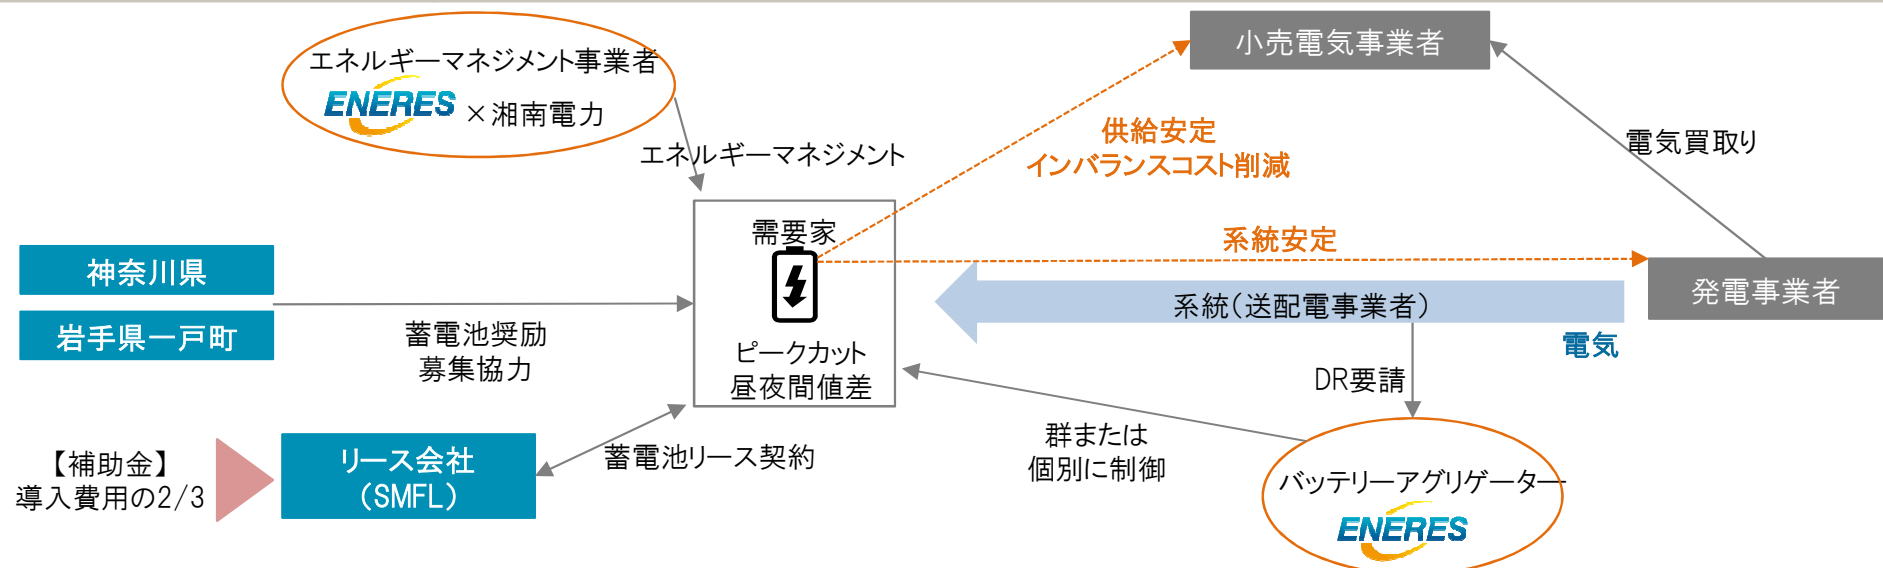 エネルギーマネジメント事業者
ENERES ×湘南電力
小売電気事業者
供給安定
インバランスコスト削減
電気買取り
エネルギーマネジメント
需要家
系統安定
神奈川県
岩手県一戸町
蓄電池奨励
募集協力
系統（送配電事業者）
発電事業者
電気
ピークカット
昼夜間値差
DR要請
【補助金】
導入費用の2/3
リース会社
（SMFL）
蓄電池リース契約
群または
個別に制御
バッテリーアグリゲーター
ENERES